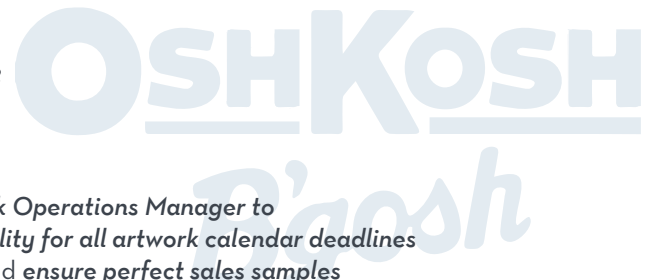 OSHKOSH
B'gosh
k Operations Manager to
lity for all artwork calendar deadlines
d ensure perfect sales samples